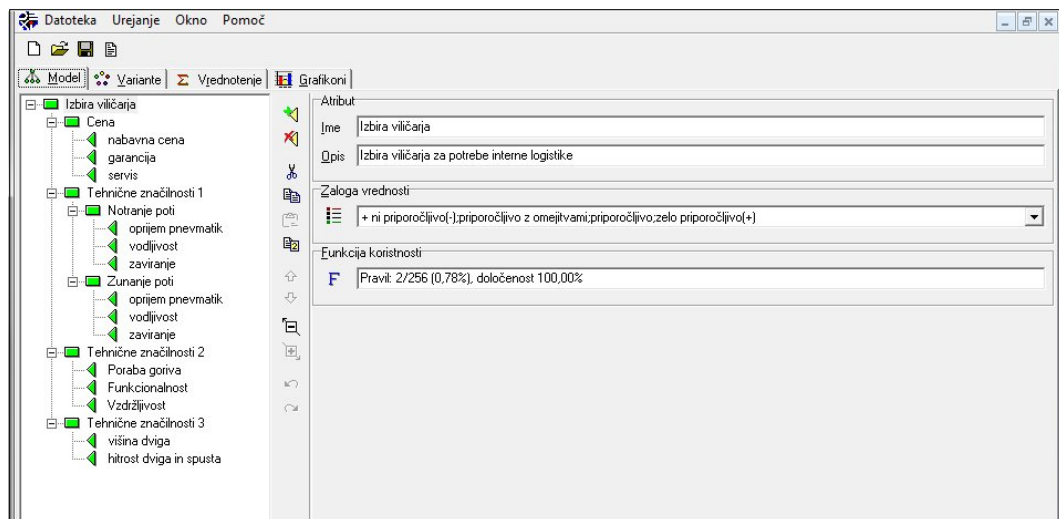 Datoteka Urejanje Okno Pomoč
Model Variante Vrednotenje Grafikoni
Izbira viličarja
Cena
nabavna cena
garancija
servis
Tehnične značilnosti 1
Notranje poti
oprijem pnevmatik
vodljivost
zaviranje
Zunanje poti
oprijem pnevmatik
vodljivost
zaviranje
Tehnične značilnosti 2
Poraba goriva
Funkcionalnost
Vzdržljivost
Tehnične značilnosti 3
višina dviga
hitrost dviga in spusta
Atribut
Ime Izbira viličarja
Opis Izbira viličarja za potrebe interne logistike
Zaloga vrednosti
+ ni priporočljivo(-);priporočljivo z omejitvami;priporočljivo;zelo priporočljivo(+)
Funkcija koristnosti
F Pravil: 2/256 (0,78%), določenost 100,00%